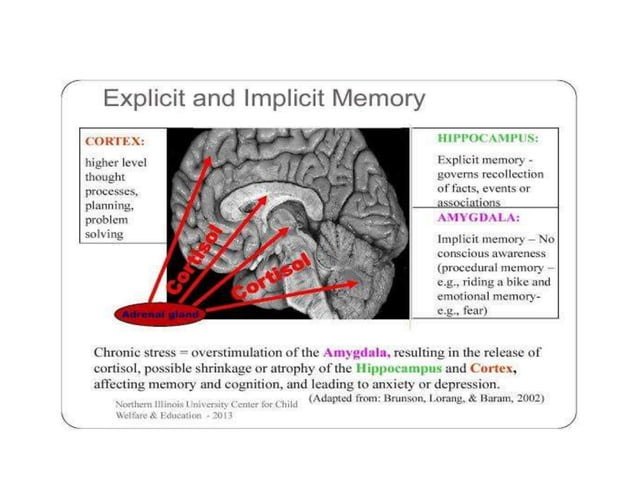 Explicit and Implicit Memory
CORTEX:
higher level
thought
processes,
planning,
problem
solving
HIPPOCAMPUS:
Explicit memory -
governs recollection
of facts, events or
associations
AMYGDALA:
Implicit memory – No
conscious awareness
(procedural memory –
e.g., riding a bike and
emotional memory-
e.g., fear)
Cortisol
Cortisol
Adrenal gland
Chronic stress = overstimulation of the Amygdala, resulting in the release of
cortisol, possible shrinkage or atrophy of the Hippocampus and Cortex,
affecting memory and cognition, and leading to anxiety or depression.
(Adapted from: Brunson, Lorang, & Baram, 2002)
Northern Illinois University Center for Child
Welfare & Education - 2013